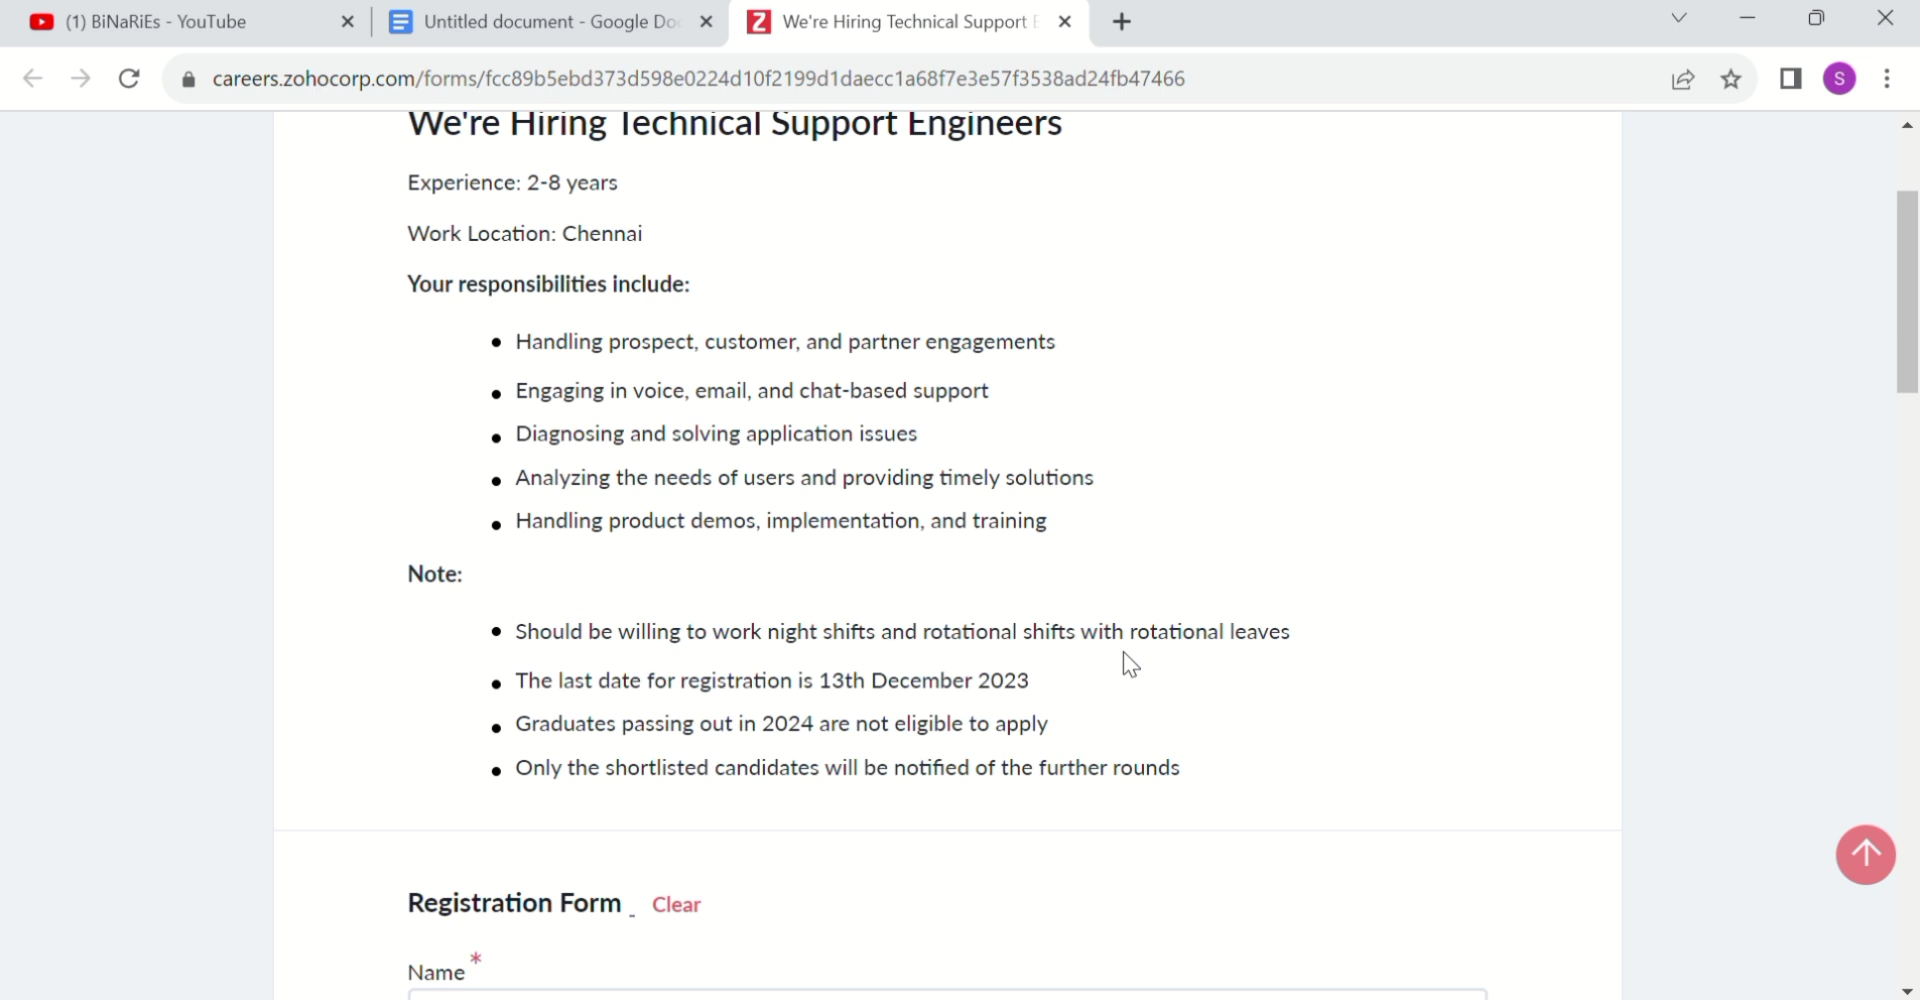 (1) BiNaRiEs - YouTube
Untitled document - Google Do
We're Hiring Technical Support E
careers.zohocorp.com/forms/fcc89b5ebd373d598e0224d10f2199d1daecc1a68f7e3e57f3538ad24fb47466
S
We're Hiring Technical Support Engineers
Experience: 2-8 years
Work Location: Chennai
Your responsibilities include:
Handling prospect, customer, and partner engagements
Engaging in voice, email, and chat-based support
Diagnosing and solving application issues
Analyzing the needs of users and providing timely solutions
Handling product demos, implementation, and training
Note:
Should be willing to work night shifts and rotational shifts with rotational leaves
The last date for registration is 13th December 2023
Graduates passing out in 2024 are not eligible to apply
Only the shortlisted candidates will be notified of the further rounds
Registration Form - Clear
Name *